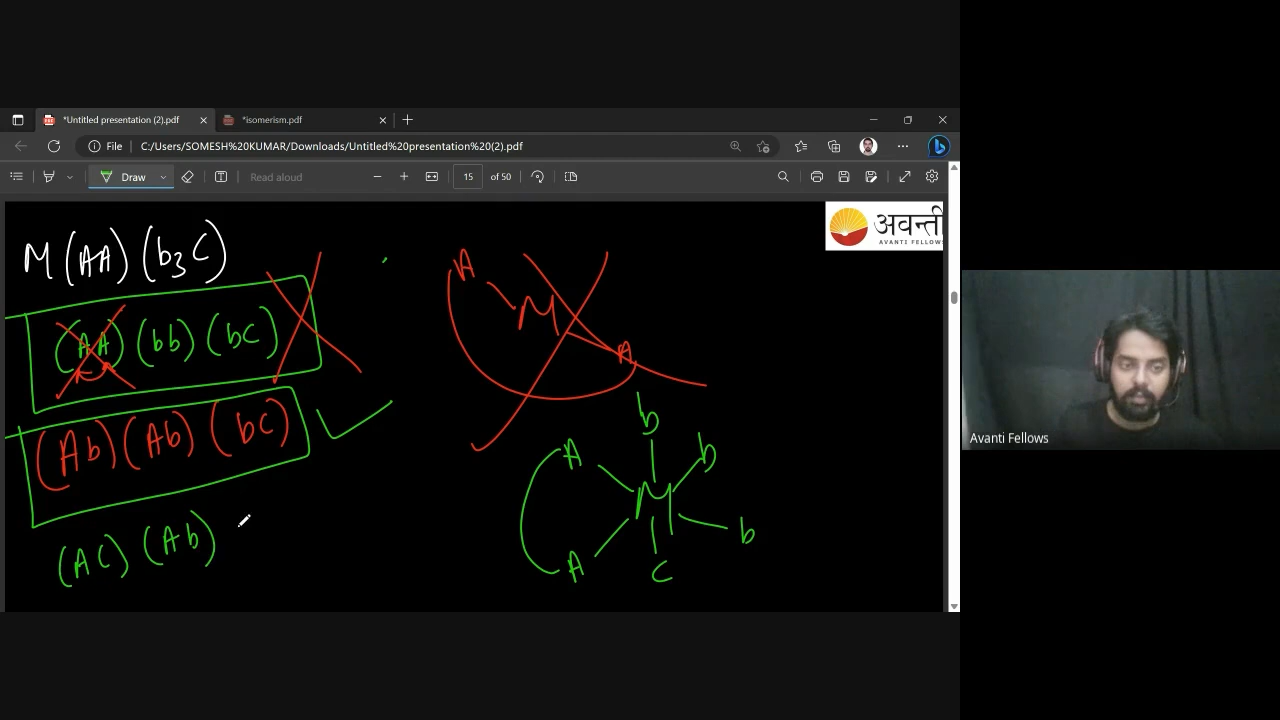 *Untitled presentation (2).pdf
*isomerism.pdf
File
C:/Users/SOMESH%20KUMAR/Downloads/Untitled%20presentation%20(2).pdf
Draw
Read aloud
15 of 50
अवन्ती
AVANTI FELLOWS
M(AA)(b₃C)
(AA)(bb)(bC)
(Ab)(Ab)(bC)
(AC)(Ab)
A
M
A
b
A
b
M
b
A
C
Avanti Fellows